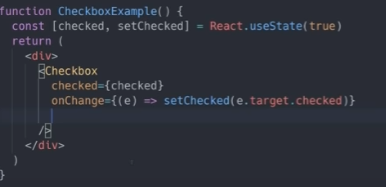 function CheckboxExample() {
  const [checked, setChecked] = React.useState(true)
  return (
    <div>
      <Checkbox
        checked={checked}
        onChange={(e) => setChecked(e.target.checked)}
      />
    </div>
  )
}